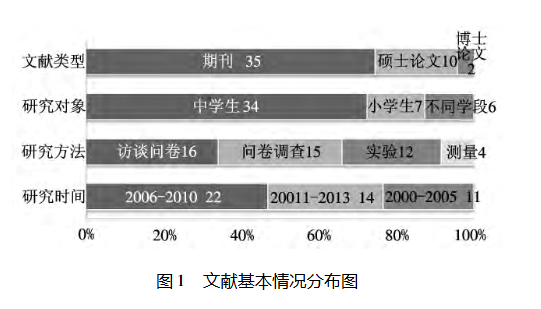 文献类型
期刊 35
硕士论文10
博士
论文
2
研究对象
中学生34
小学生7
不同学段6
研究方法
访谈问卷16
问卷调查15
实验12
测量4
研究时间
2006-2010 22
20011-2013 14
2000-2005 11
0% 20% 40% 60% 80% 100%
图1 文献基本情况分布图